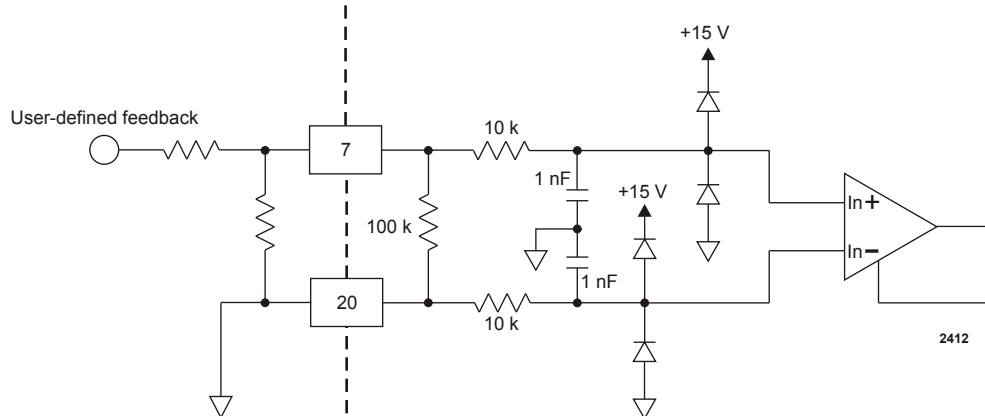 +15 V
User-defined feedback
7
10 k
1 nF
+15 V
100 k
In+
In−
1 nF
20
10 k
2412